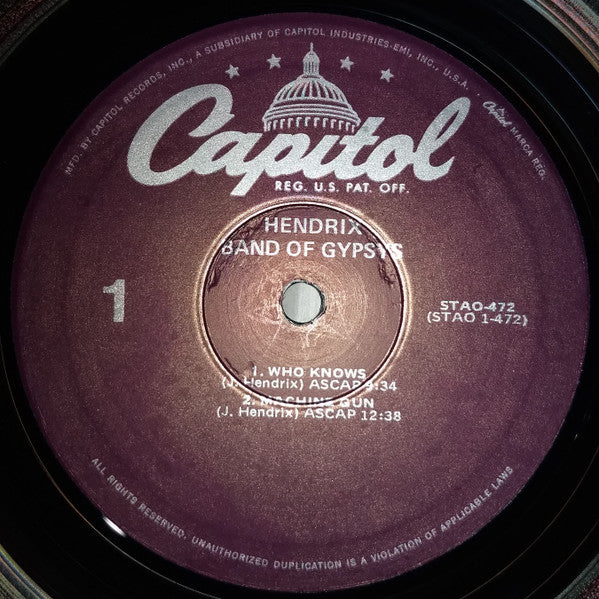 MFD. BY CAPITOL RECORDS, INC., A SUBSIDIARY OF CAPITOL INDUSTRIES-EMI, INC., U.S.A.
Capitol MARCA REG.
Capitol
REG. U.S. PAT. OFF.
HENDRIX
BAND OF GYPSYS
1
STAO-472
(STAO 1-472)
1. WHO KNOWS
(J. Hendrix) ASCAP 9:34
2. MACHINE GUN
(J. Hendrix) ASCAP 12:38
ALL RIGHTS RESERVED. UNAUTHORIZED DUPLICATION IS A VIOLATION OF APPLICABLE LAWS